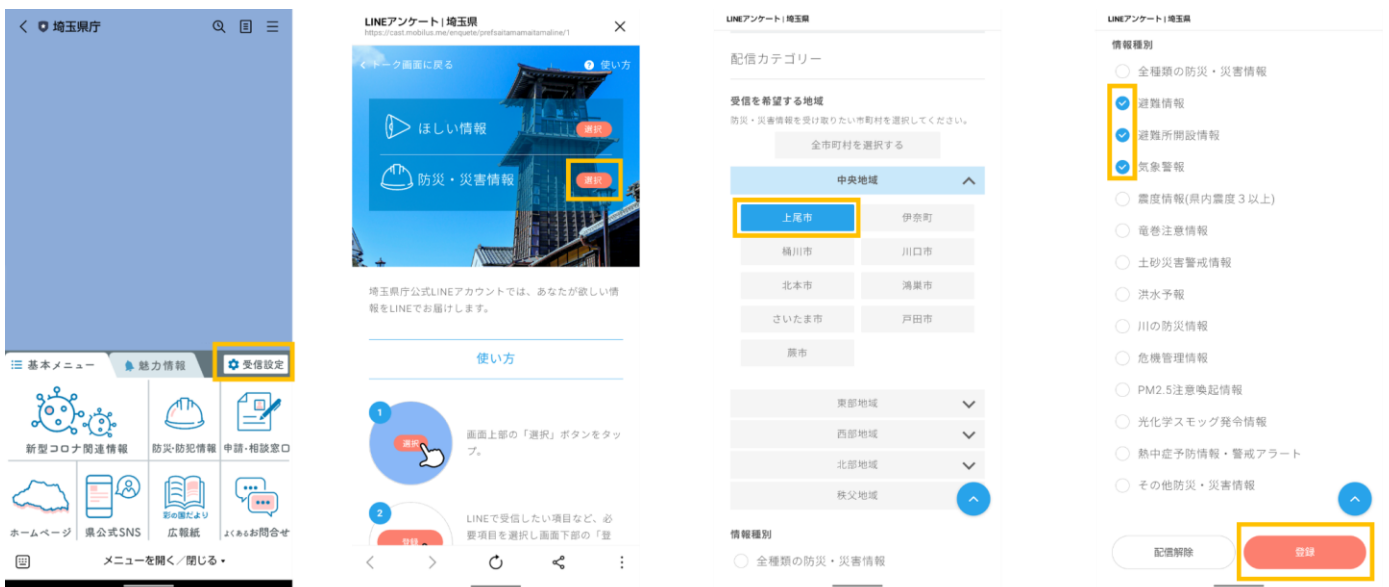 埼玉県庁
基本メニュー
魅力情報
受信設定
新型コロナ関連情報
防災・防犯情報
申請・相談窓口
ホームページ
県公式SNS
彩の国だより
広報紙
よくあるお問合せ
メニューを開く／閉じる
LINEアンケート | 埼玉県
https://cast.mobilus.me/enquete/prefsaitamamaitamaline/1
トーク画面に戻る
使い方
ほしい情報
選択
防災・災害情報
選択
埼玉県庁公式LINEアカウントでは、あなたが欲しい情
報をLINEでお届けします。
使い方
1
選択
画面上部の「選択」ボタンをタッ
プ。
2
登録
LINEで受信したい項目など、必
要項目を選択し画面下部の「登
LINEアンケート | 埼玉県
配信カテゴリー
受信を希望する地域
防災・災害情報を受け取りたい市町村を選択してください。
全市町村を選択する
中央地域
上尾市
伊奈町
桶川市
川口市
北本市
鴻巣市
さいたま市
戸田市
蕨市
東部地域
西部地域
北部地域
秩父地域
情報種別
全種類の防災・災害情報
LINEアンケート | 埼玉県
情報種別
全種類の防災・災害情報
避難情報
避難所開設情報
気象警報
震度情報(県内震度３以上)
竜巻注意情報
土砂災害警戒情報
洪水予報
川の防災情報
危機管理情報
PM2.5注意喚起情報
光化学スモッグ発令情報
熱中症予防情報・警戒アラート
その他防災・災害情報
配信解除
登録